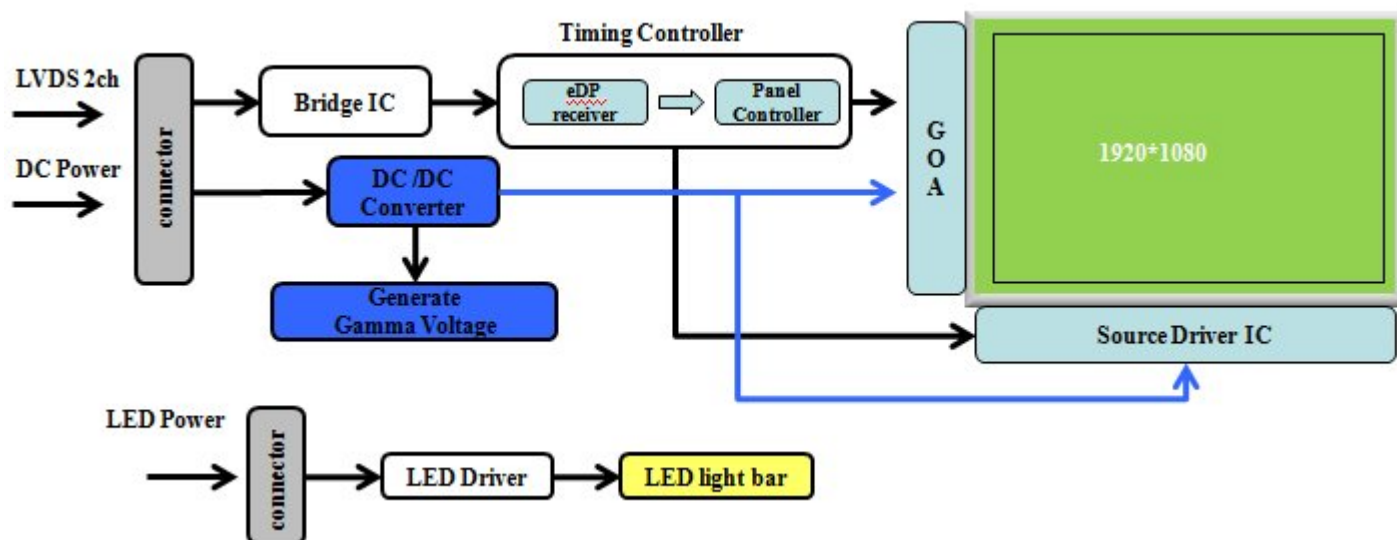 Timing Controller
LVDS 2ch
connector
Bridge IC
eDP
receiver
Panel
Controller
G
O
A
1920*1080
DC Power
DC /DC
Converter
Generate
Gamma Voltage
Source Driver IC
LED Power
connector
LED Driver
LED light bar